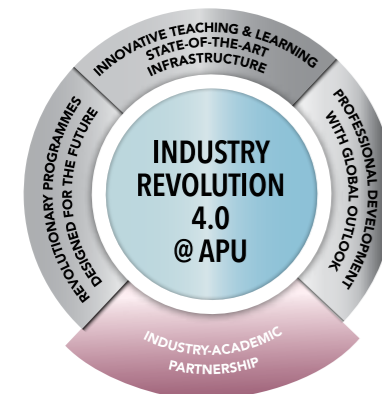 INNOVATIVE TEACHING & LEARNING
STATE-OF-THE-ART
INFRASTRUCTURE
PROFESSIONAL DEVELOPMENT
WITH GLOBAL OUTLOOK
REVOLUTIONARY PROGRAMMES
DESIGNED FOR THE FUTURE
INDUSTRY
REVOLUTION
4.0
@ APU
INDUSTRY-ACADEMIC
PARTNERSHIP